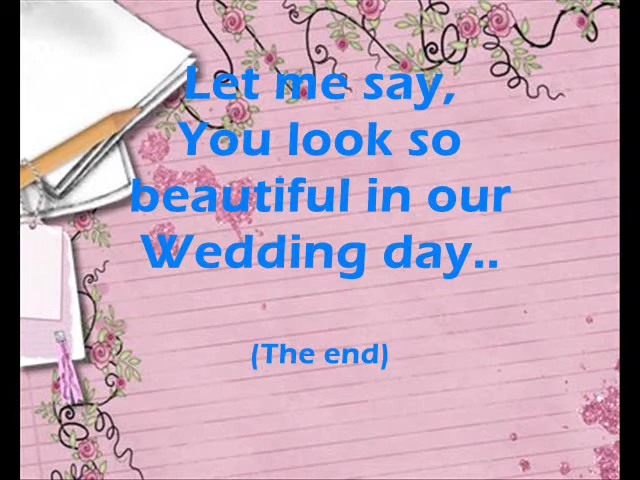 Let me say,
You look so
beautiful in our
Wedding day..
(The end)